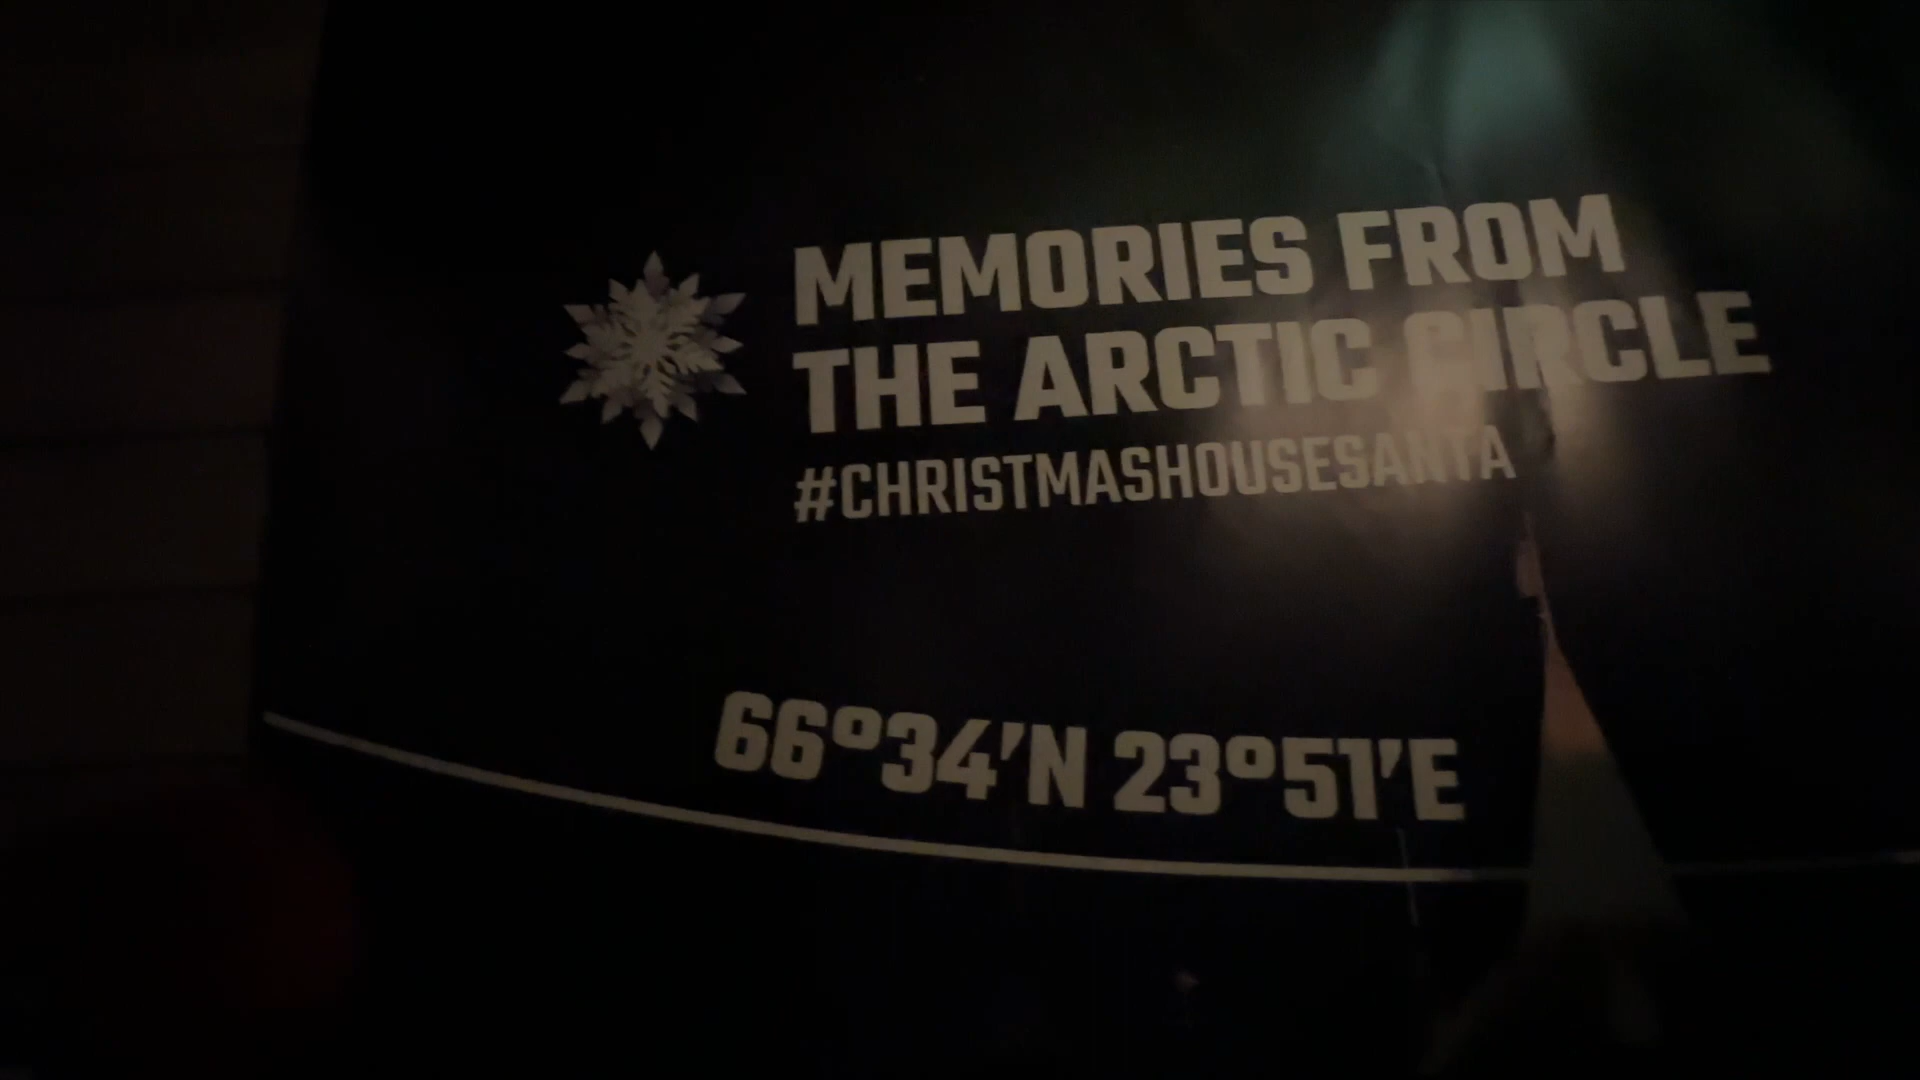 MEMORIES FROM
THE ARCTIC CIRCLE
#CHRISTMASHOUSESANTA
66°34'N 23°51'E